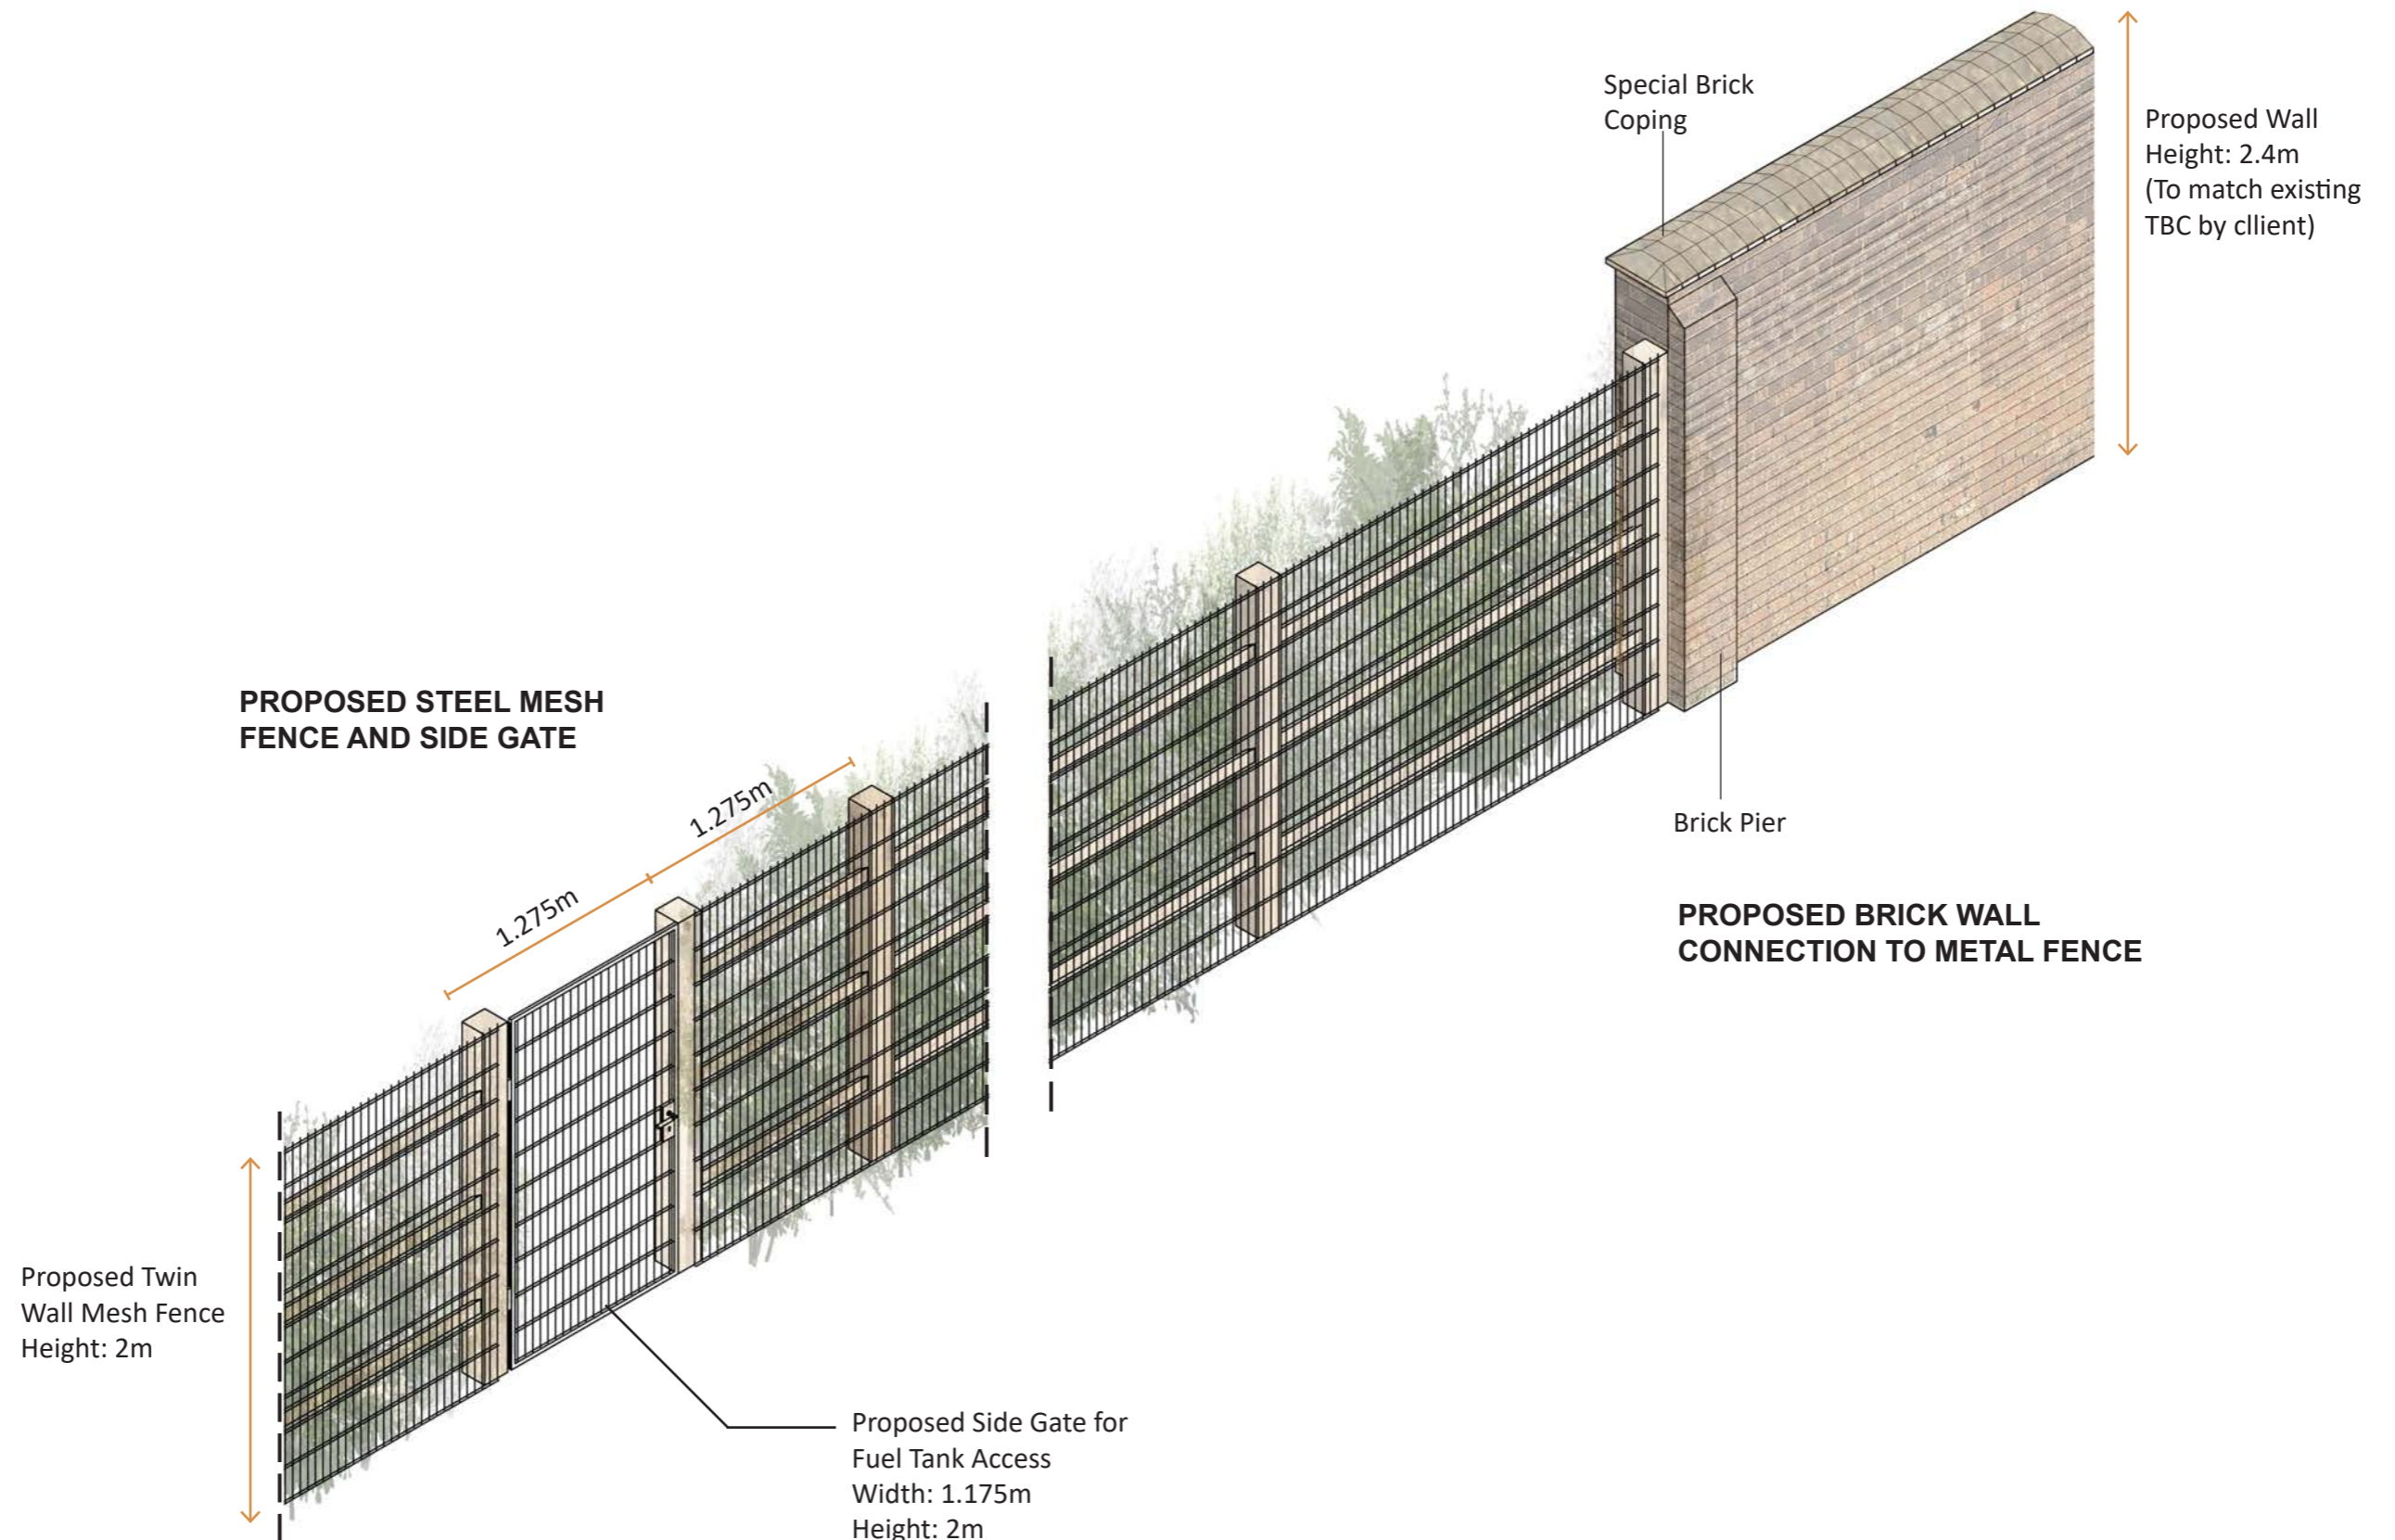 Special Brick
Coping
Proposed Wall
Height: 2.4m
(To match existing
TBC by cllient)
PROPOSED STEEL MESH
FENCE AND SIDE GATE
1.275m
1.275m
Brick Pier
PROPOSED BRICK WALL
CONNECTION TO METAL FENCE
Proposed Twin
Wall Mesh Fence
Height: 2m
Proposed Side Gate for
Fuel Tank Access
Width: 1.175m
Height: 2m